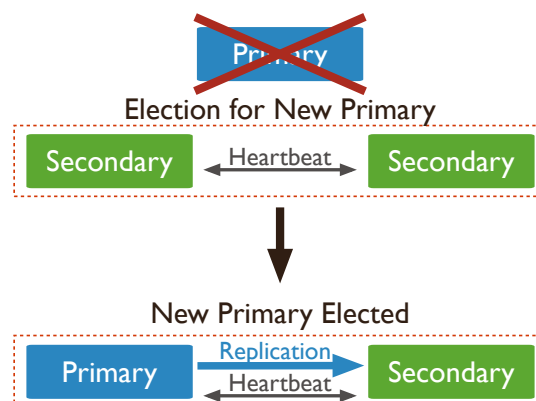 Primary
Election for New Primary
Secondary Heartbeat Secondary
New Primary Elected
Replication
Primary Secondary
Heartbeat